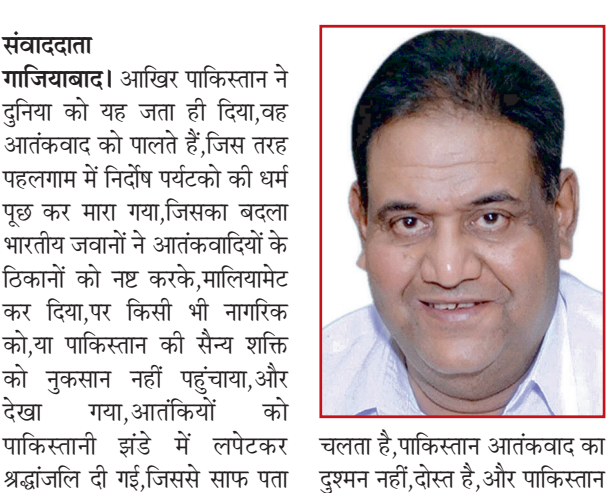 संवाददाता
गाजियाबाद। आखिर पाकिस्तान ने
दुनिया को यह जता ही दिया,वह
आतंकवाद को पालते हैं,जिस तरह
पहलगाम में निर्दोष पर्यटको की धर्म
पूछ कर मारा गया,जिसका बदला
भारतीय जवानों ने आतंकवादियों के
ठिकानों को नष्ट करके,मालियामेट
कर दिया,पर किसी भी नागरिक
को,या पाकिस्तान की सैन्य शक्ति
को नुकसान नहीं पहुंचाया,और
देखा गया,आतंकियों को
पाकिस्तानी झंडे में लपेटकर
श्रद्धांजलि दी गई,जिससे साफ पता
चलता है,पाकिस्तान आतंकवाद का
दुश्मन नहीं,दोस्त है,और पाकिस्तान